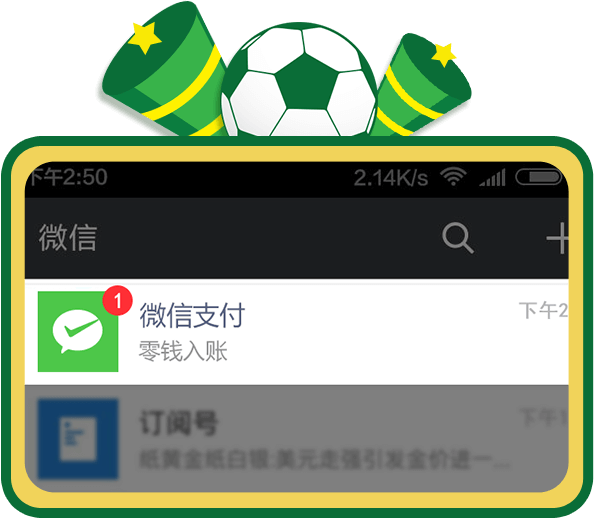 下午2:50 2.14K/s
微信
1
微信支付 下午2
零钱入账
订阅号 下午1
纸黄金纸白银:美元走强引发金价进一...